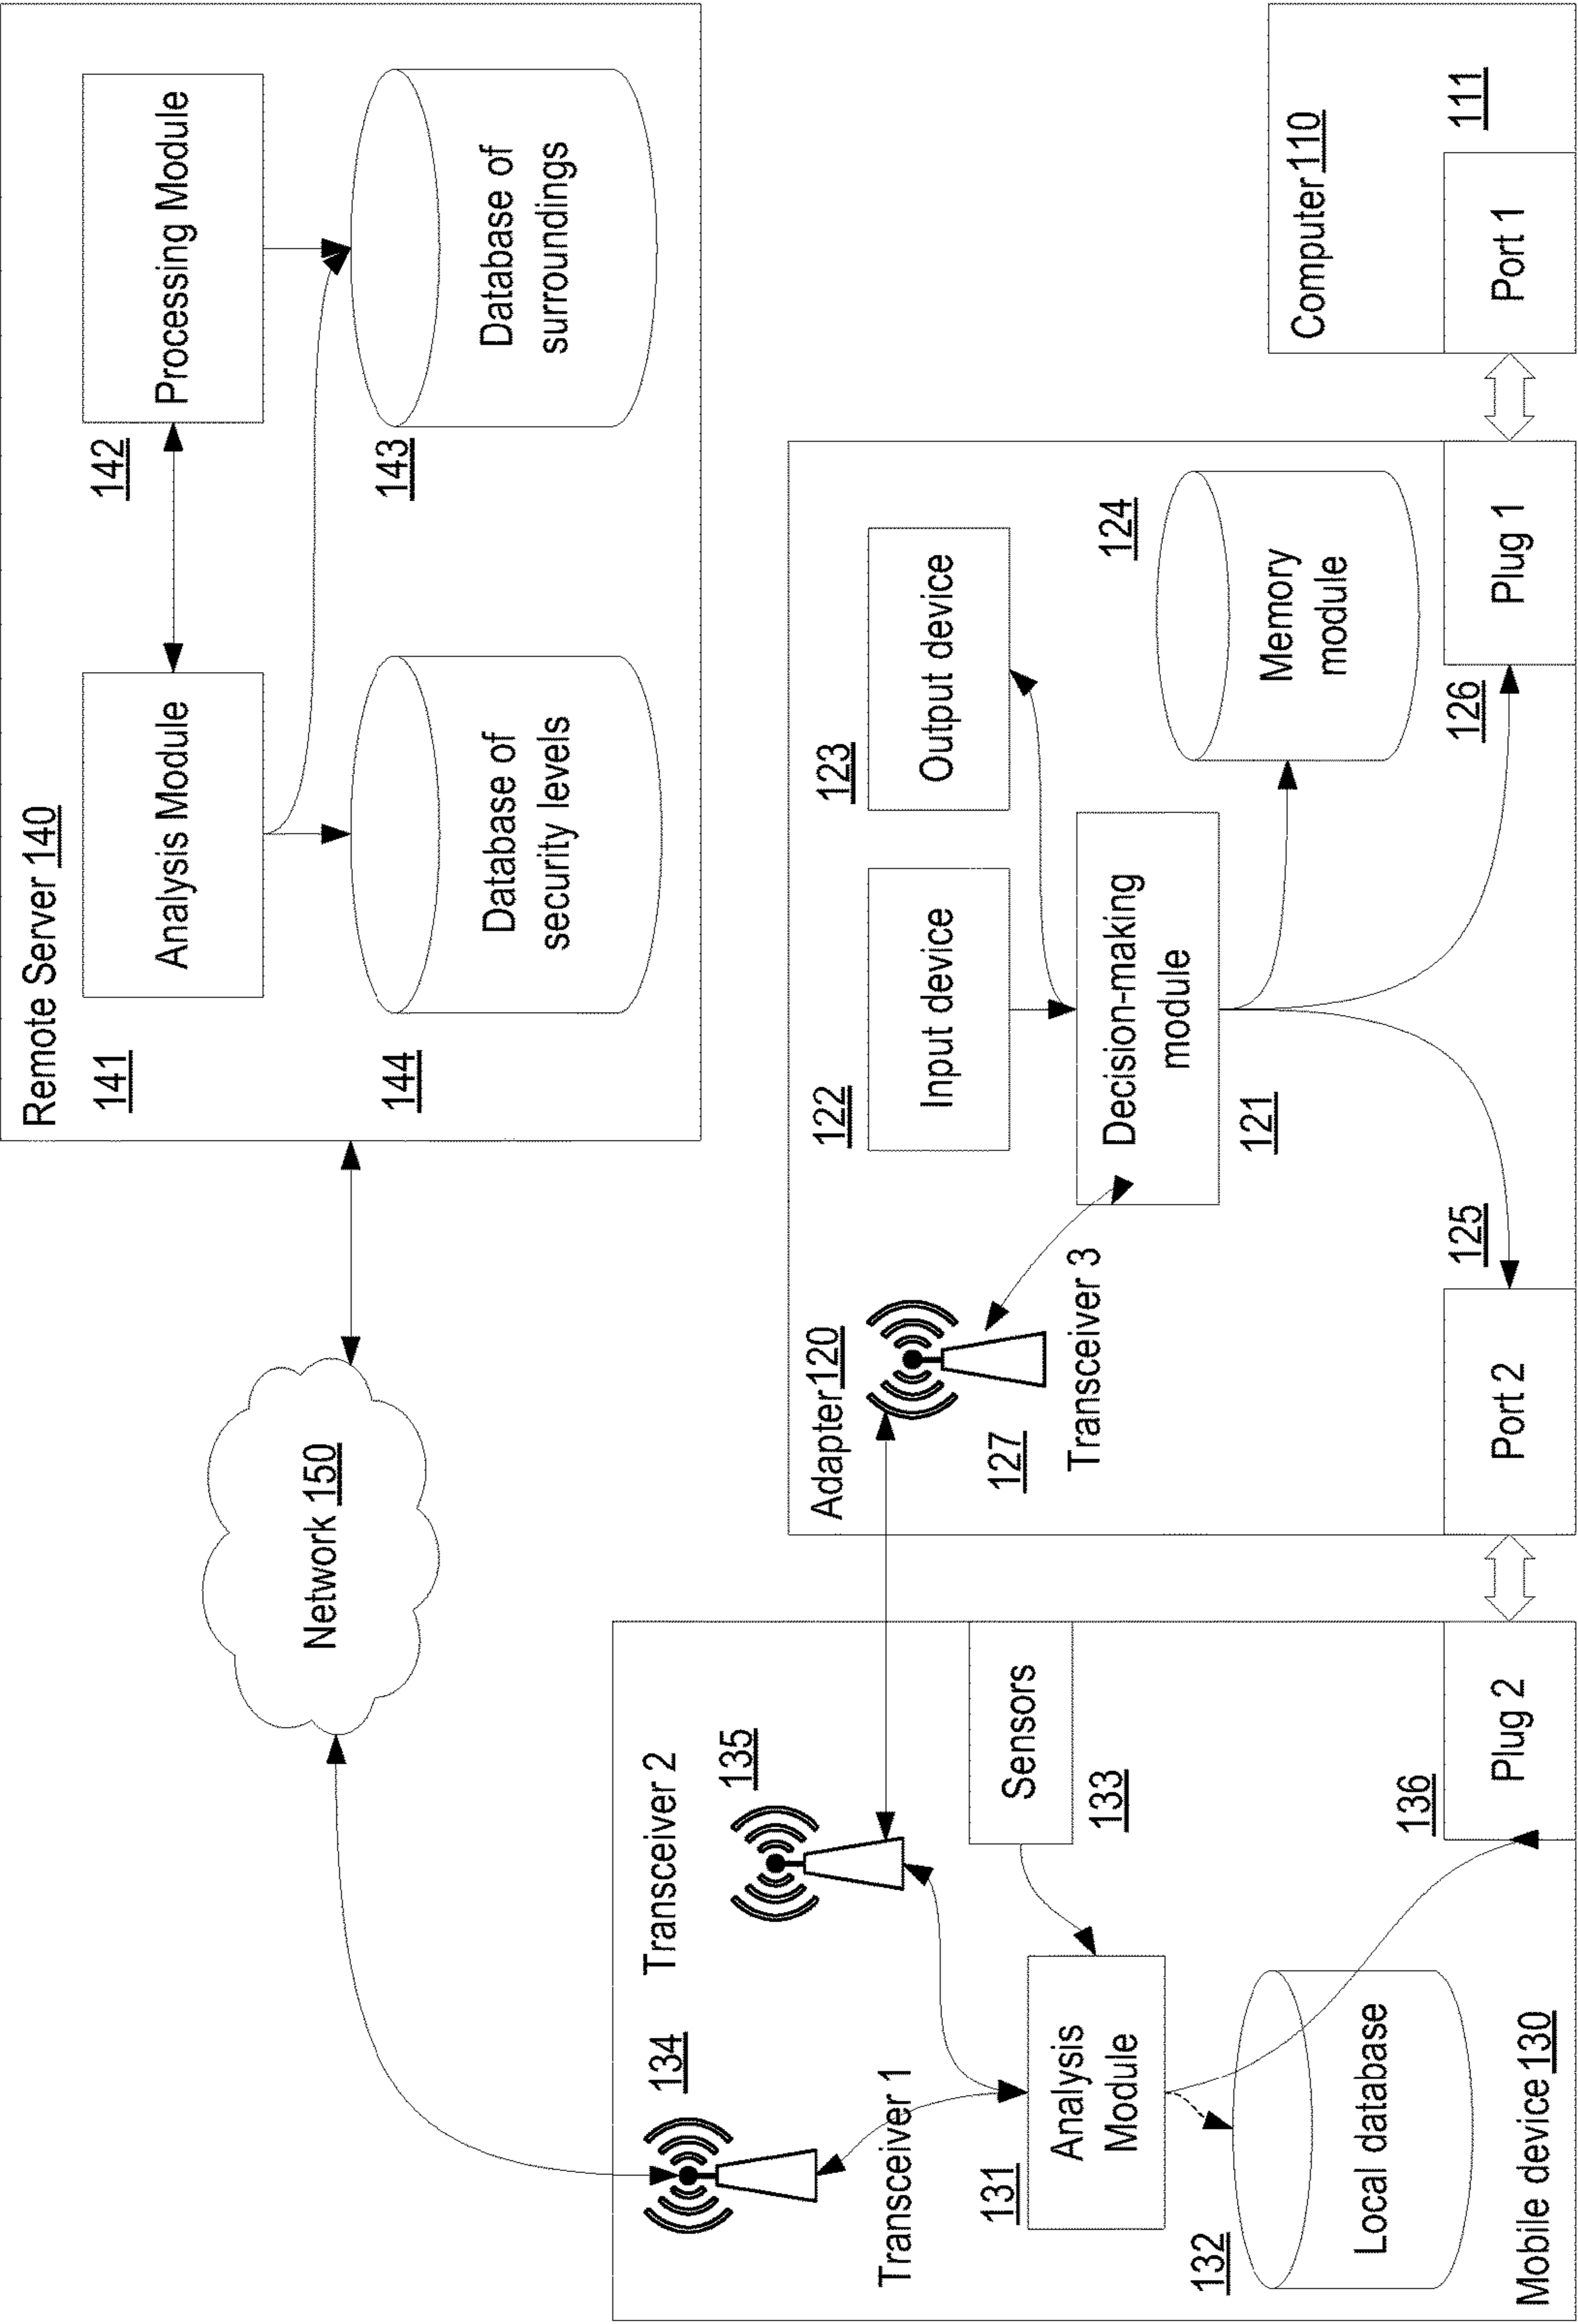 Remote Server 140
141
Analysis Module
142
Processing Module
144
Database of
security levels
143
Database of
surroundings
Network 150
Adapter 120
122
Input device
123
Output device
127
Transceiver 3
Decision-making
module
121
124
Memory
module
125
Port 2
126
Plug 1
Computer 110
111
Port 1
134
Transceiver 1
Transceiver 2
135
Sensors
133
131
Analysis
Module
132
Local database
136
Plug 2
Mobile device 130